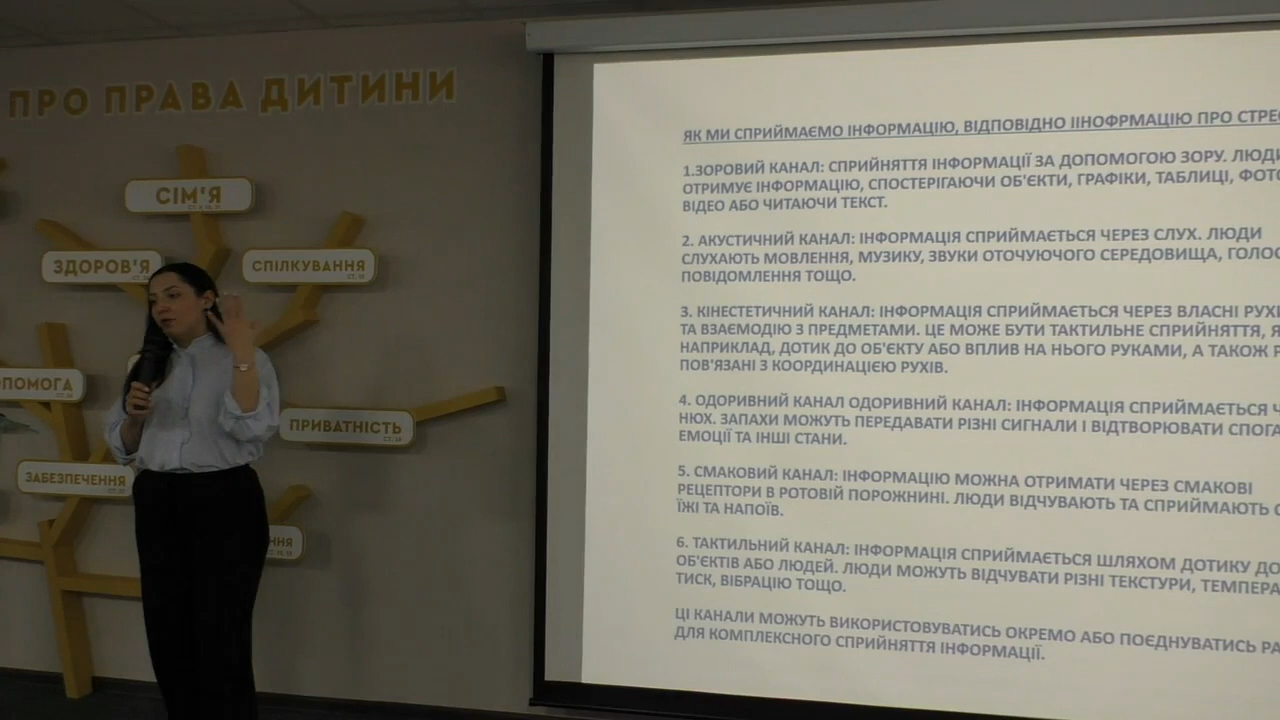 ПРО ПРАВА ДИТИНИ
СІМ'Я
ЗДОРОВ'Я
СПІЛКУВАННЯ
ПРИВАТНІСТЬ
ЗАБЕЗПЕЧЕННЯ
ЯК МИ СПРИЙМАЄМО ІНФОРМАЦІЮ, ВІДПОВІДНО ІІНОФРМАЦІЮ ПРО
1.ЗОРОВИЙ КАНАЛ: СПРИЙНЯТТЯ ІНФОРМАЦІЇ ЗА ДОПОМОГОЮ ЗОРУ.
ОТРИМУЄ ІНФОРМАЦІЮ, СПОСТЕРІГАЮЧИ ОБ'ЄКТИ, ГРАФІКИ, ТАБЛИЦІ,
ВІДЕО АБО ЧИТАЮЧИ ТЕКСТ.
2. АКУСТИЧНИЙ КАНАЛ: ІНФОРМАЦІЯ СПРИЙМАЄТЬСЯ ЧЕРЕЗ СЛУХ. ЛЮДИ
СЛУХАЮТЬ МОВЛЕННЯ, МУЗИКУ, ЗВУКИ ОТОЧУЮЧОГО СЕРЕДОВИЩА,
ПОВІДОМЛЕННЯ ТОЩО.
3. КІНЕСТЕТИЧНИЙ КАНАЛ: ІНФОРМАЦІЯ СПРИЙМАЄТЬСЯ ЧЕРЕЗ ВЛАСНІ
ТА ВЗАЄМОДІЮ З ПРЕДМЕТАМИ. ЦЕ МОЖЕ БУТИ ТАКТИЛЬНЕ СПРИЙНЯТТЯ,
НАПРИКЛАД, ДОТИК ДО ОБ'ЄКТУ АБО ВПЛИВ НА НЬОГО РУКАМИ, А ТАКОЖ
ПОВ'ЯЗАНІ З КООРДИНАЦІЄЮ РУХІВ.
4. ОДОРИВНИЙ КАНАЛ ОДОРИВНИЙ КАНАЛ: ІНФОРМАЦІЯ СПРИЙМАЄТЬСЯ
НЮХ. ЗАПАХИ МОЖУТЬ ПЕРЕДАВАТИ РІЗНІ СИГНАЛИ І ВІДТВОРЮВАТИ
ЕМОЦІЇ ТА ІНШІ СТАНИ.
5. СМАКОВИЙ КАНАЛ: ІНФОРМАЦІЮ МОЖНА ОТРИМАТИ ЧЕРЕЗ СМАКОВІ
РЕЦЕПТОРИ В РОТОВІЙ ПОРОЖНИНІ. ЛЮДИ ВІДЧУВАЮТЬ ТА СПРИЙМАЮТЬ
ЇЖІ ТА НАПОЇВ.
6. ТАКТИЛЬНИЙ КАНАЛ: ІНФОРМАЦІЯ СПРИЙМАЄТЬСЯ ШЛЯХОМ ДОТИКУ ДО
ОБ'ЄКТІВ АБО ЛЮДЕЙ. ЛЮДИ МОЖУТЬ ВІДЧУВАТИ РІЗНІ ТЕКСТУРИ,
ТИСК, ВІБРАЦІЮ ТОЩО.
ЦІ КАНАЛИ МОЖУТЬ ВИКОРИСТОВУВАТИСЬ ОКРЕМО АБО ПОЄДНУВАТИСЬ
ДЛЯ КОМПЛЕКСНОГО СПРИЙНЯТТЯ ІНФОРМАЦІЇ.